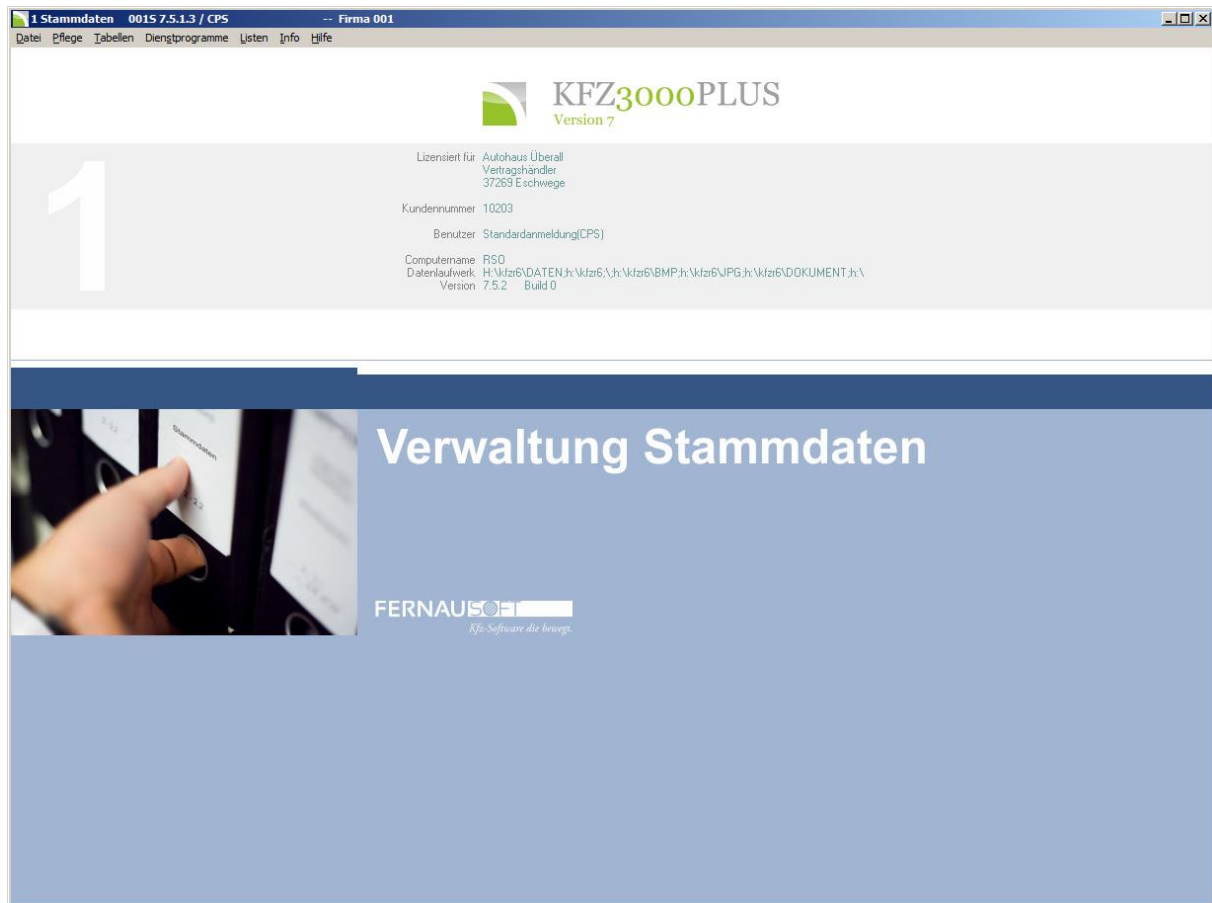 1 Stammdaten 001S 7.5.1.3 / CPS -- Firma 001
Datei Pflege Tabellen Dienstprogramme Listen Info Hilfe
KFZ3000PLUS
Version 7
1
Lizensiert für Autohaus Überall
Vertragshändler
37269 Eschwege
Kundennummer 10203
Benutzer Standardanmeldung(CPS)
Computername RSO
Datenlaufwerk H:\kfzr6\DATEN;h:\kfzr6;\;h:\kfzr6\BMP;h:\kfzr6\JPG;h:\kfzr6\DOKUMENT;h:\
Version 7.5.2 Build 0
Stammdaten
Verwaltung Stammdaten
FERNAUSOFT
Kfz-Software die bewegt.